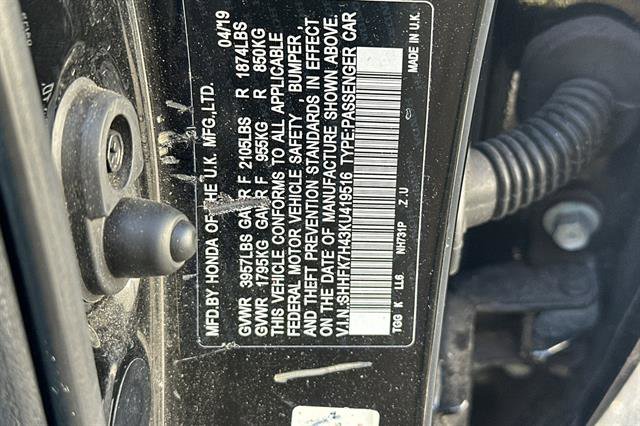 MFD.BY HONDA OF THE U.K. MFG.,LTD. 04/19
GVWR 3957LBS GAWR F 2105LBS R 1874LBS
GVWR 1795KG GAWR F 955KG R 850KG
THIS VEHICLE CONFORMS TO ALL APPLICABLE
FEDERAL MOTOR VEHICLE SAFETY , BUMPER ,
AND THEFT PREVENTION STANDARDS IN EFFECT
ON THE DATE OF MANUFACTURE SHOWN ABOVE.
V.I.N.:SHHFK7H43KU419516 TYPE:PASSENGER CAR
TGG K LL6. NH731P .Z .U MADE IN U.K.